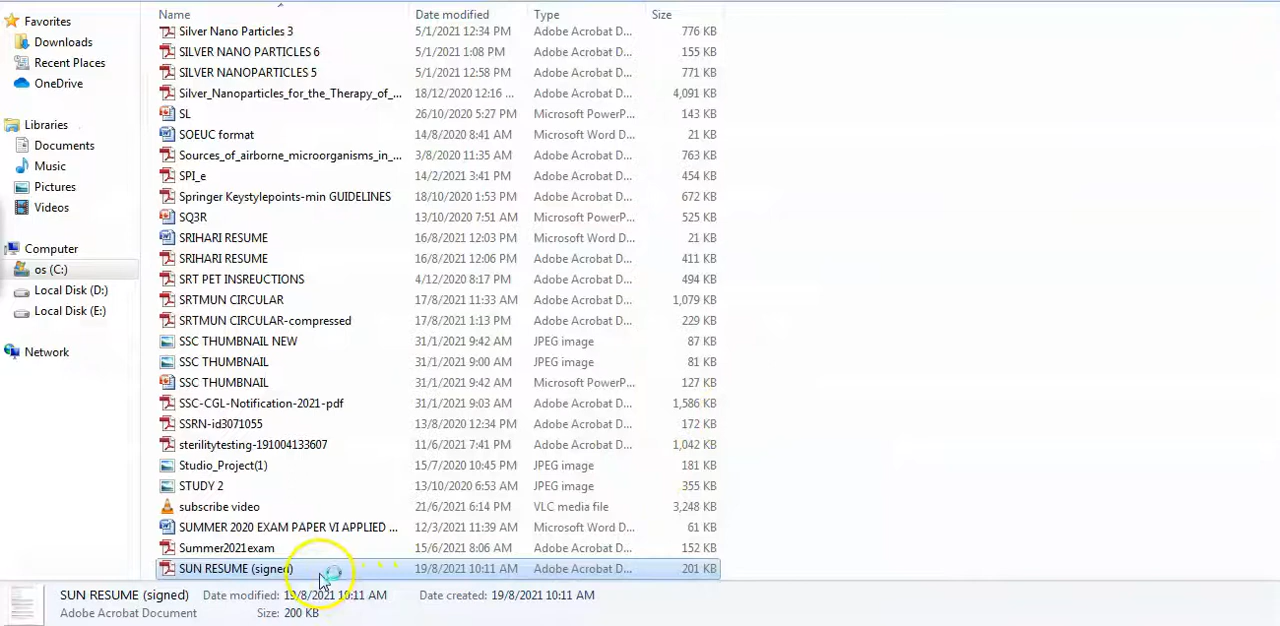 Favorites
Downloads
Recent Places
OneDrive
Libraries
Documents
Music
Pictures
Videos
Computer
os (C:)
Local Disk (D:)
Local Disk (E:)
Network
Name Date modified Type Size
Silver Nano Particles 3 5/1/2021 12:34 PM Adobe Acrobat D... 776 KB
SILVER NANO PARTICLES 6 5/1/2021 1:08 PM Adobe Acrobat D... 155 KB
SILVER NANOPARTICLES 5 5/1/2021 12:58 PM Adobe Acrobat D... 771 KB
Silver_Nanoparticles_for_the_Therapy_of_... 18/12/2020 12:16 ... Adobe Acrobat D... 4,091 KB
SL 26/10/2020 5:27 PM Microsoft PowerP... 143 KB
SOEUC format 14/8/2020 8:41 AM Microsoft Word D... 21 KB
Sources_of_airborne_microorganisms_in_... 3/8/2020 11:35 AM Adobe Acrobat D... 763 KB
SPI_e 14/2/2021 3:41 PM Adobe Acrobat D... 454 KB
Springer Keystylepoints-min GUIDELINES 18/10/2020 1:53 PM Adobe Acrobat D... 672 KB
SQ3R 13/10/2020 7:51 AM Microsoft PowerP... 525 KB
SRIHARI RESUME 16/8/2021 12:03 PM Microsoft Word D... 21 KB
SRIHARI RESUME 16/8/2021 12:06 PM Adobe Acrobat D... 411 KB
SRT PET INSREUCTIONS 4/12/2020 8:17 PM Adobe Acrobat D... 494 KB
SRTMUN CIRCULAR 17/8/2021 11:33 AM Adobe Acrobat D... 1,079 KB
SRTMUN CIRCULAR-compressed 17/8/2021 1:13 PM Adobe Acrobat D... 229 KB
SSC THUMBNAIL NEW 31/1/2021 9:42 AM JPEG image 87 KB
SSC THUMBNAIL 31/1/2021 9:00 AM JPEG image 81 KB
SSC THUMBNAIL 31/1/2021 9:42 AM Microsoft PowerP... 127 KB
SSC-CGL-Notification-2021-pdf 31/1/2021 9:03 AM Adobe Acrobat D... 1,586 KB
SSRN-id3071055 13/8/2020 12:34 PM Adobe Acrobat D... 172 KB
sterilitytesting-191004133607 11/6/2021 7:41 PM Adobe Acrobat D... 1,042 KB
Studio_Project(1) 15/7/2020 10:45 PM JPEG image 181 KB
STUDY 2 13/10/2020 6:53 AM JPEG image 355 KB
subscribe video 21/6/2021 6:14 PM VLC media file 3,248 KB
SUMMER 2020 EXAM PAPER VI APPLIED ... 12/3/2021 11:39 AM Microsoft Word D... 61 KB
Summer2021exam 15/6/2021 8:06 AM Adobe Acrobat D... 152 KB
SUN RESUME (signed) 19/8/2021 10:11 AM Adobe Acrobat D... 201 KB
SUN RESUME (signed) Date modified: 19/8/2021 10:11 AM Date created: 19/8/2021 10:11 AM
Adobe Acrobat Document Size: 200 KB